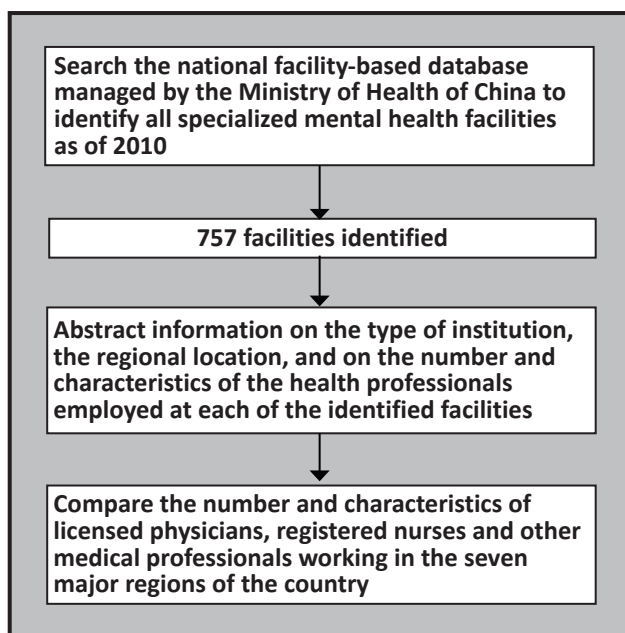 Search the national facility-based database
managed by the Ministry of Health of China to
identify all specialized mental health facilities
as of 2010
757 facilities identified
Abstract information on the type of institution,
the regional location, and on the number and
characteristics of the health professionals
employed at each of the identified facilities
Compare the number and characteristics of
licensed physicians, registered nurses and other
medical professionals working in the seven
major regions of the country